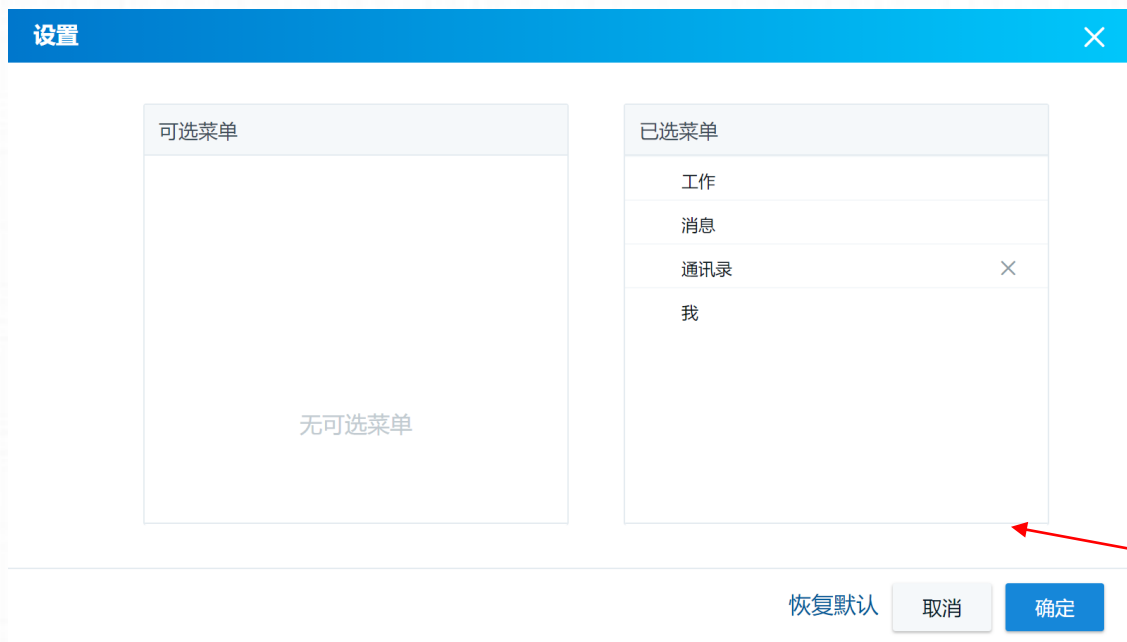 设置
可选菜单
无可选菜单
已选菜单
工作
消息
通讯录
我
恢复默认 取消 确定